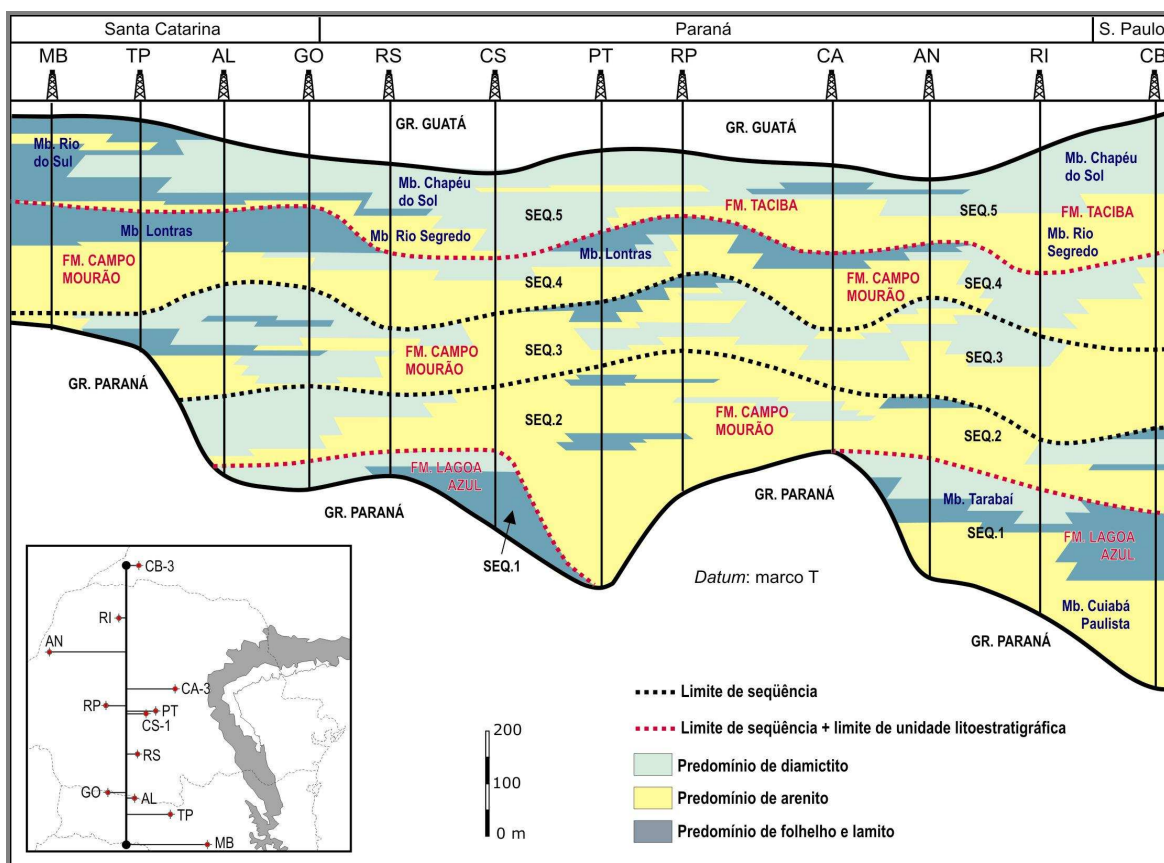 Santa Catarina
Paraná
S. Paulo
MB
TP
AL
GO
RS
CS
PT
RP
CA
AN
RI
CB
GR. GUATÁ
GR. GUATÁ
Mb. Rio
do Sul
Mb. Chapéu
do Sol
Mb. Chapéu
do Sol
SEQ.5
FM. TACIBA
SEQ.5
FM. TACIBA
Mb. Lontras
Mb. Rio Segredo
Mb. Lontras
Mb. Rio
Segredo
FM. CAMPO
MOURÃO
SEQ.4
FM. CAMPO
MOURÃO
SEQ.4
FM. CAMPO
MOURÃO
SEQ.3
SEQ.3
GR. PARANÁ
SEQ.2
FM. CAMPO
MOURÃO
SEQ.2
FM. LAGOA
AZUL
GR. PARANÁ
GR. PARANÁ
Mb. Tarabaí
SEQ.1
FM. LAGOA
AZUL
SEQ.1
Datum: marco T
Mb. Cuiabá
Paulista
GR. PARANÁ
CB-3
RI
AN
CA-3
RP
PT
CS-1
RS
GO
AL
TP
MB
200
100
0 m
Limite de seqüência
Limite de seqüência + limite de unidade litoestratigráfica
Predomínio de diamictito
Predomínio de arenito
Predomínio de folhelho e lamito